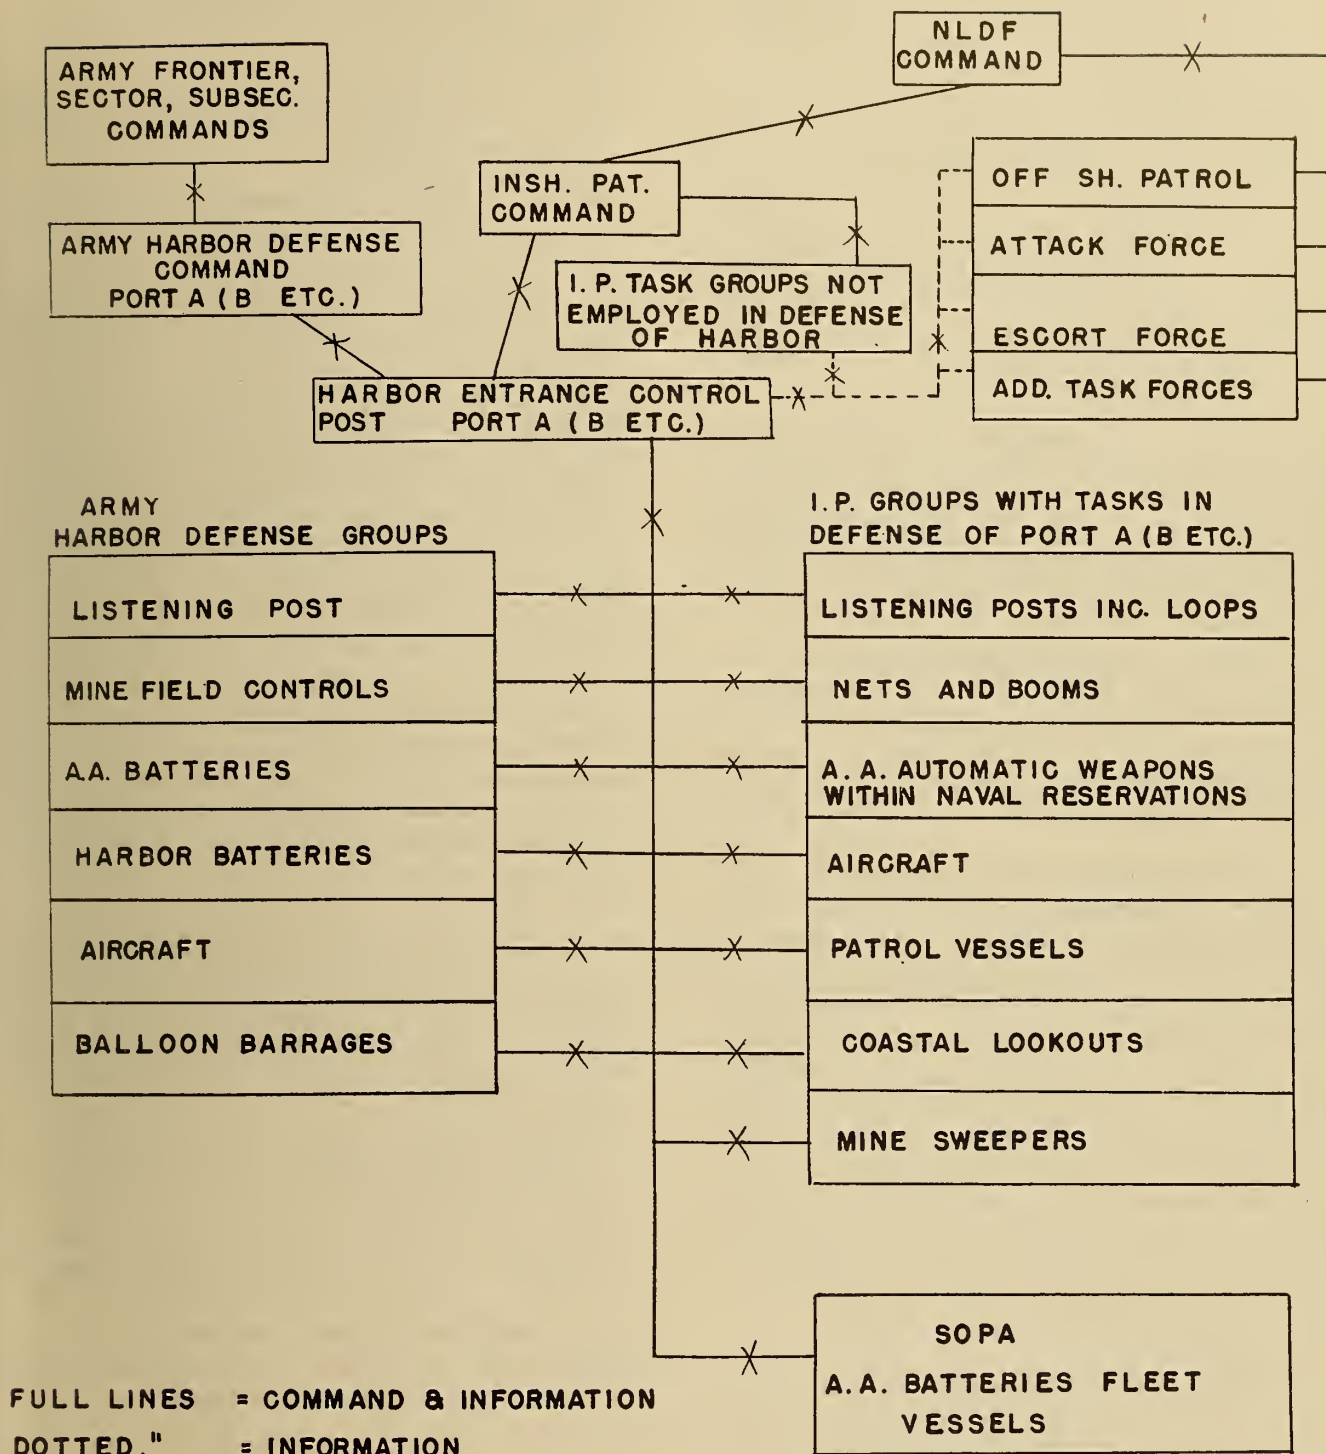 NLDF
COMMAND
ARMY FRONTIER,
SECTOR, SUBSEC.
COMMANDS
INSH. PAT.
COMMAND
OFF SH. PATROL
ATTACK FORCE
ESCORT FORCE
ADD. TASK FORCES
ARMY HARBOR DEFENSE
COMMAND
PORT A (B ETC.)
I. P. TASK GROUPS NOT
EMPLOYED IN DEFENSE
OF HARBOR
HARBOR ENTRANCE CONTROL
POST PORT A (B ETC.)
ARMY
HARBOR DEFENSE GROUPS
LISTENING POST
MINE FIELD CONTROLS
A.A. BATTERIES
HARBOR BATTERIES
AIRCRAFT
BALLOON BARRAGES
I. P. GROUPS WITH TASKS IN
DEFENSE OF PORT A (B ETC.)
LISTENING POSTS INC. LOOPS
NETS AND BOOMS
A. A. AUTOMATIC WEAPONS
WITHIN NAVAL RESERVATIONS
AIRCRAFT
PATROL VESSELS
COASTAL LOOKOUTS
MINE SWEEPERS
SOPA
A. A. BATTERIES FLEET
VESSELS
FULL LINES = COMMAND & INFORMATION
DOTTED." = INFORMATION